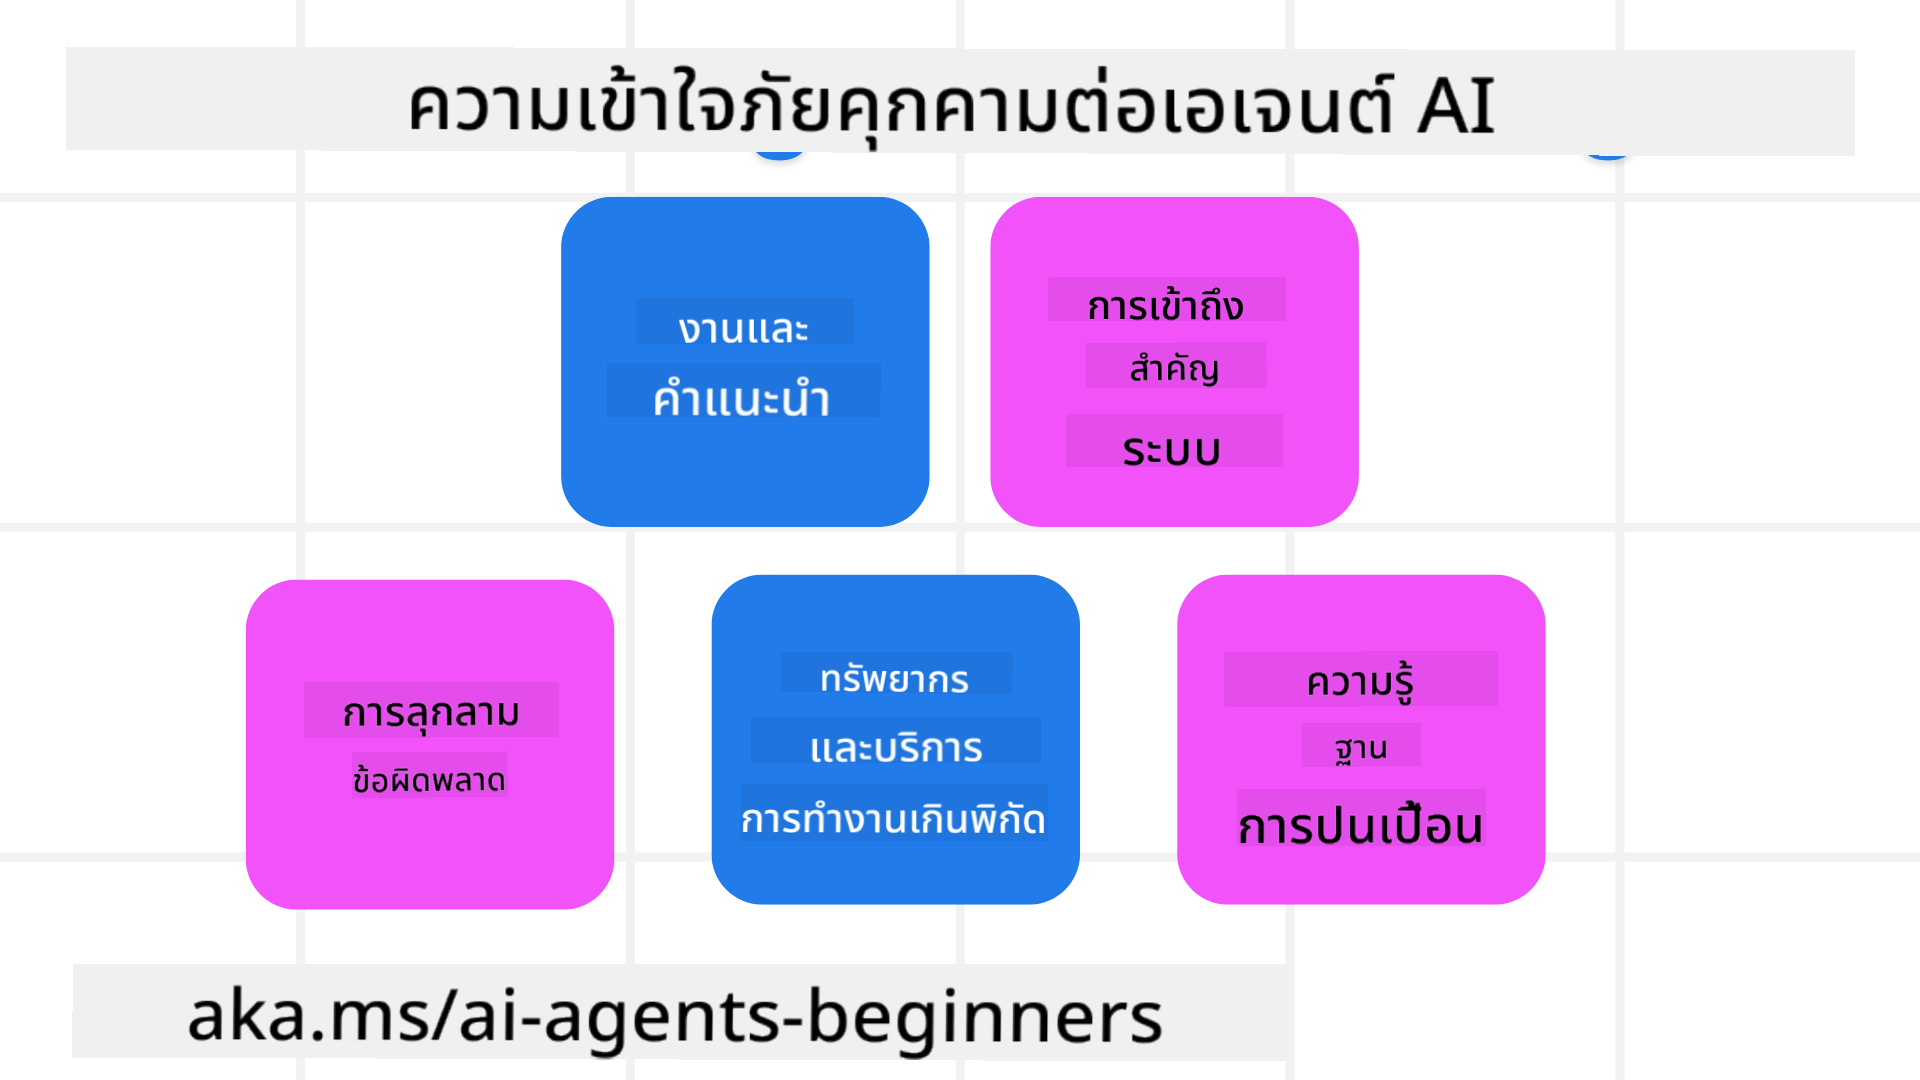 ความเข้าใจภัยคุกคามต่อเอเจนต์ AI
งานและ
คำแนะนำ
การเข้าถึง
สำคัญ
ระบบ
การลุกลาม
ข้อผิดพลาด
ทรัพยากร
และบริการ
การทำงานเกินพิกัด
ความรู้
ฐาน
การปนเปื้อน
aka.ms/ai-agents-beginners